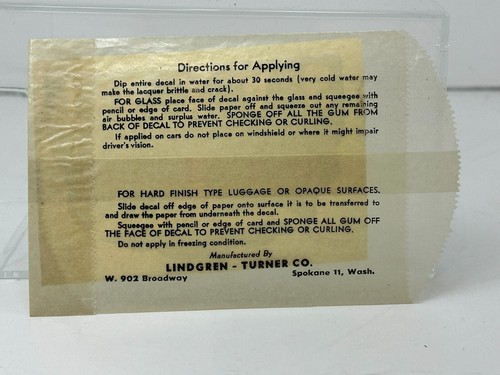 Directions for Applying
Dip entire decal in water for about 30 seconds (very cold water may
make the lacquer brittle and crack).
FOR GLASS place face of decal against the glass and squeegee with
pencil or edge of card. Slide paper off and squeeze out any remaining
air bubbles and surplus water. SPONGE OFF ALL THE GUM FROM
BACK OF DECAL TO PREVENT CHECKING OR CURLING.
If applied on cars do not place on windshield or where it might impair
driver's vision.
FOR HARD FINISH TYPE LUGGAGE OR OPAQUE SURFACES.
Slide decal off edge of paper onto surface it is to be transferred to
and draw the paper from underneath the decal.
Squeegee with pencil or edge of card and SPONGE ALL GUM OFF
THE FACE OF DECAL TO PREVENT CHECKING OR CURLING.
Do not apply in freezing condition.
Manufactured By
LINDGREN - TURNER CO.
W. 902 Broadway Spokane 11, Wash.